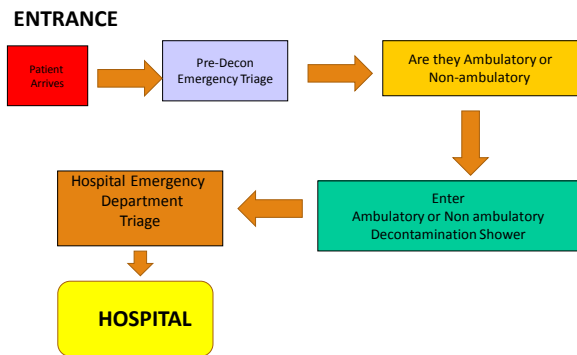 ENTRANCE
Patient
Arrives
Pre-Decon
Emergency Triage
Are they Ambulatory or
Non-ambulatory
Enter
Ambulatory or Non ambulatory
Decontamination Shower
Hospital Emergency
Department
Triage
HOSPITAL